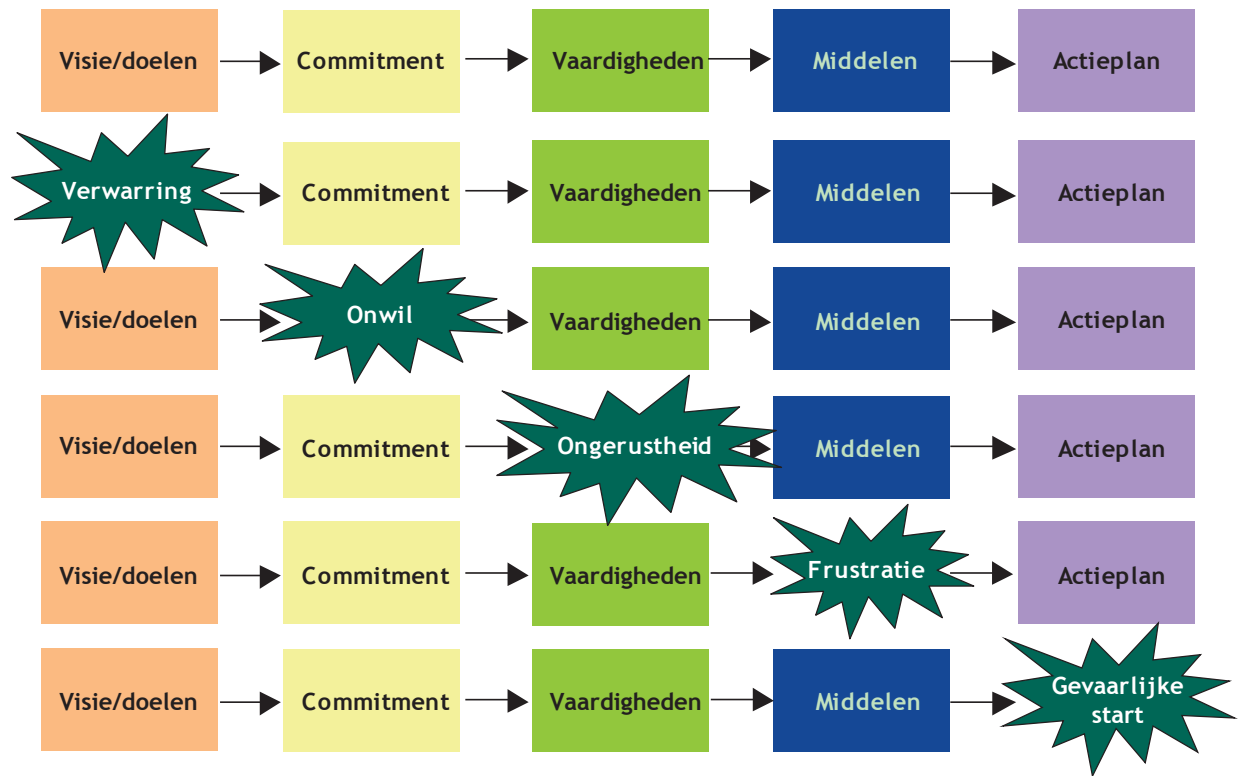 Visie/doelen Commitment Vaardigheden Middelen Actieplan
Verwarring Commitment Vaardigheden Middelen Actieplan
Visie/doelen Onwil Vaardigheden Middelen Actieplan
Visie/doelen Commitment Ongerustheid Middelen Actieplan
Visie/doelen Commitment Vaardigheden Frustratie Actieplan
Visie/doelen Commitment Vaardigheden Middelen Gevaarlijke
start